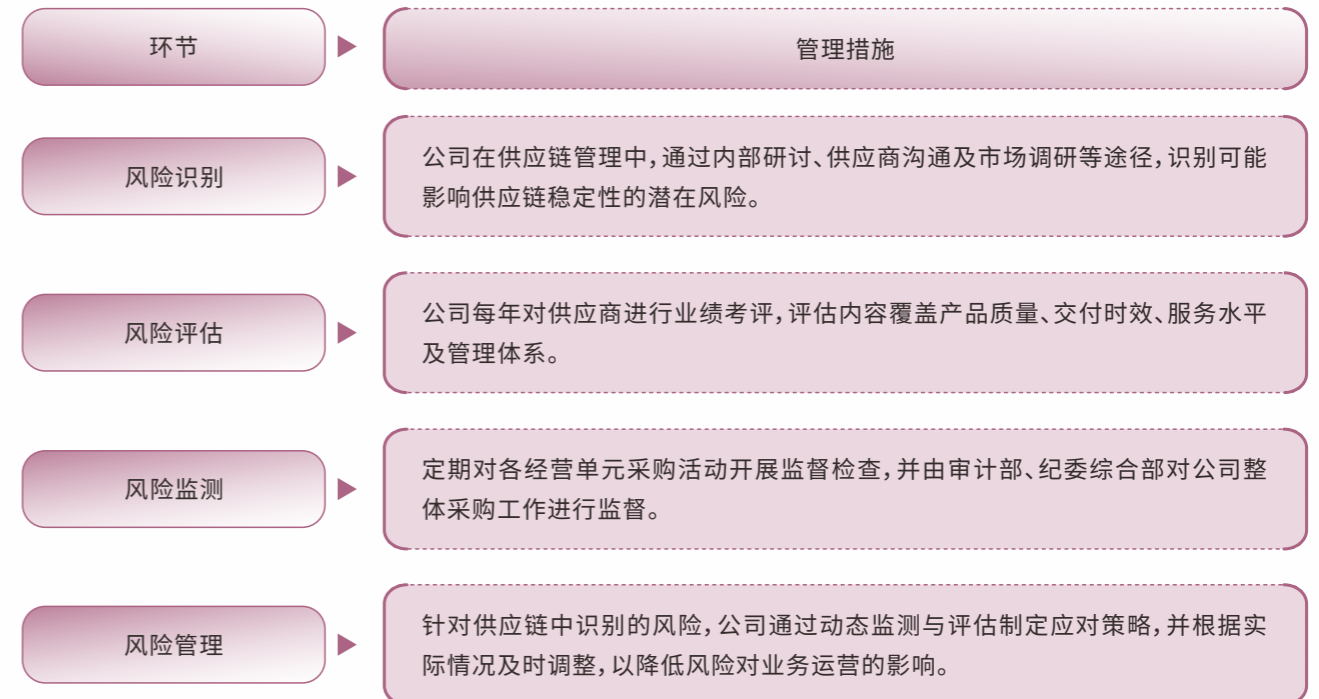 环节
管理措施
风险识别
公司在供应链管理中,通过内部研讨、供应商沟通及市场调研等途径,识别可能
影响供应链稳定性的潜在风险。
风险评估
公司每年对供应商进行业绩考评,评估内容覆盖产品质量、交付时效、服务水平
及管理体系。
风险监测
定期对各经营单元采购活动开展监督检查,并由审计部、纪委综合部对公司整
体采购工作进行监督。
风险管理
针对供应链中识别的风险,公司通过动态监测与评估制定应对策略,并根据实
际情况及时调整,以降低风险对业务运营的影响。